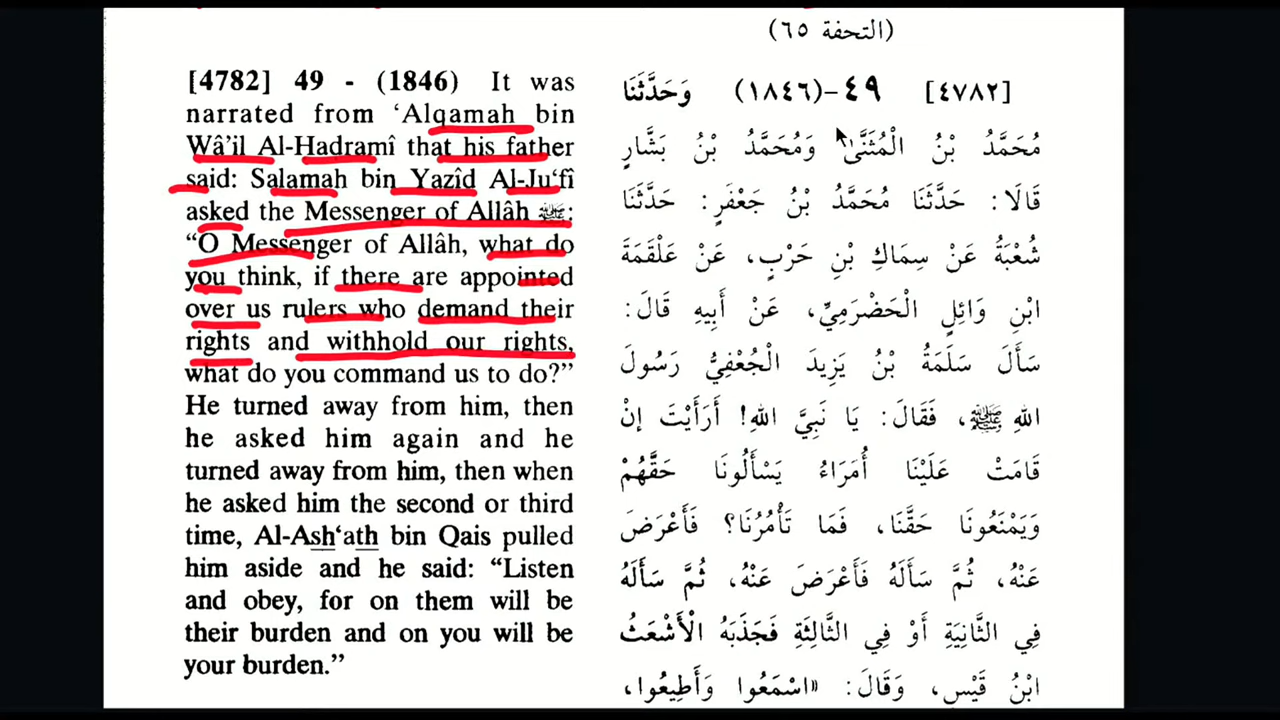 [4782] 49 - (1846) It was
narrated from ‘Alqamah bin
Wâ’il Al-Hadramî that his father
said: Salamah bin Yazîd Al-Ju‘fî
asked the Messenger of Allâh ﷺ:
“O Messenger of Allâh, what do
you think, if there are appointed
over us rulers who demand their
rights and withhold our rights,
what do you command us to do?”
He turned away from him, then
he asked him again and he
turned away from him, then when
he asked him the second or third
time, Al-Ash‘ath bin Qais pulled
him aside and he said: “Listen
and obey, for on them will be
their burden and on you will be
your burden.”
(التحفة ٦٥)
[٤٧٨٢] ٤٩-(١٨٤٦) وَحَدَّثَنَا
مُحَمَّدُ بْنُ الْمُثَنَّىٰ وَمُحَمَّدُ بْنُ بَشَّارٍ
قَالَا: حَدَّثَنَا مُحَمَّدُ بْنُ جَعْفَرٍ: حَدَّثَنَا
شُعْبَةُ عَنْ سِمَاكِ بْنِ حَرْبٍ، عَنْ عَلْقَمَةَ
ابْنِ وَائِلٍ الْحَضْرَمِيِّ، عَنْ أَبِيهِ قَالَ:
سَأَلَ سَلَمَةُ بْنُ يَزِيدَ الْجُعْفِيُّ رَسُولَ
اللهِ ﷺ، فَقَالَ: يَا نَبِيَّ اللهِ! أَرَأَيْتَ إِنْ
قَامَتْ عَلَيْنَا أُمَرَاءُ يَسْأَلُونَا حَقَّهُمْ
وَيَمْنَعُونَا حَقَّنَا، فَمَا تَأْمُرُنَا؟ فَأَعْرَضَ
عَنْهُ، ثُمَّ سَأَلَهُ فَأَعْرَضَ عَنْهُ، ثُمَّ سَأَلَهُ
فِي الثَّانِيَةِ أَوْ فِي الثَّالِثَةِ فَجَذَبَهُ الْأَشْعَثُ
ابْنُ قَيْسٍ، وَقَالَ: «اسْمَعُوا وَأَطِيعُوا،